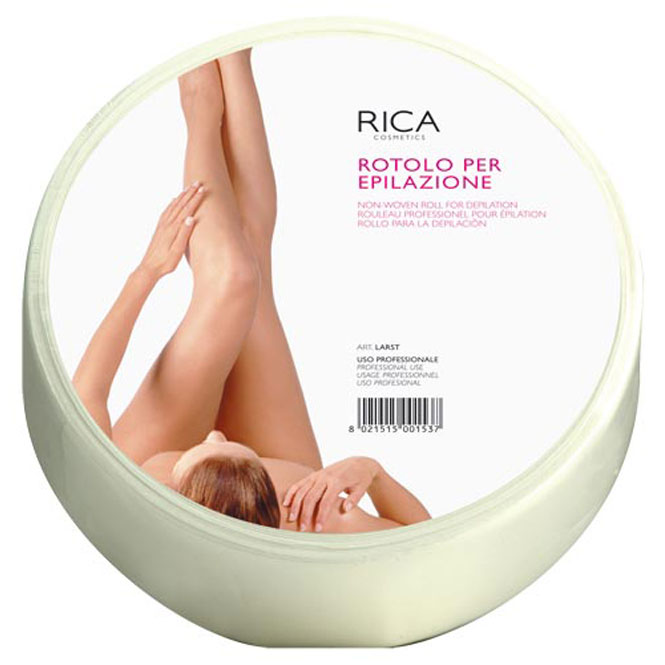 RICA
COSMETICS
ROTOLO PER
EPILAZIONE
NON-WOVEN ROLL FOR DEPILATION
ROULEAU PROFESSIONEL POUR ÉPILATION
ROLLO PARA LA DEPILACIÓN
ART. LARST
USO PROFESSIONALE
PROFESSIONAL USE
USAGE PROFESSIONNEL
USO PROFESIONAL
8 021515 001537